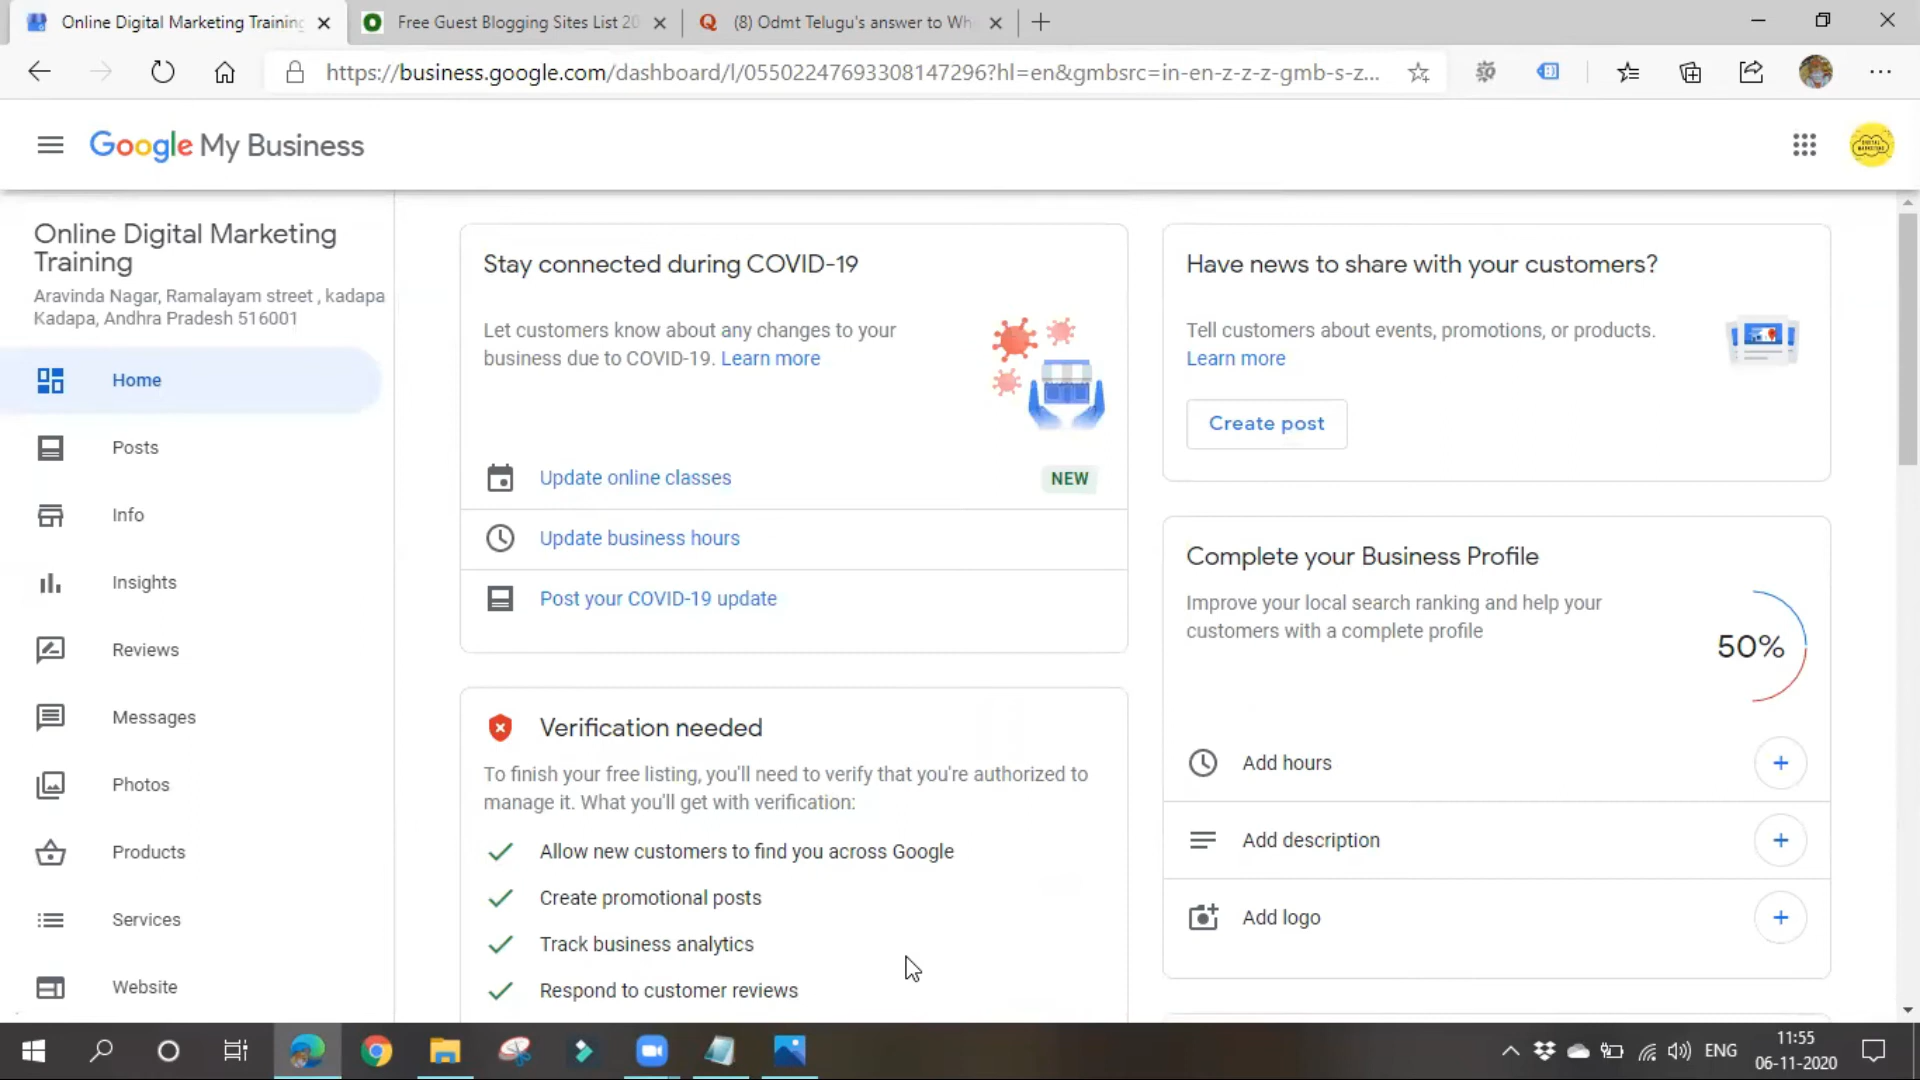 Online Digital Marketing Training
Free Guest Blogging Sites List 20
(8) Odmt Telugu's answer to Wh
https://business.google.com/dashboard/l/05502247693308147296?hl=en&gmbsrc=in-en-z-z-z-gmb-s-z...
Google My Business
Online Digital Marketing
Training
Aravinda Nagar, Ramalayam street , kadapa
Kadapa, Andhra Pradesh 516001
Home
Posts
Info
Insights
Reviews
Messages
Photos
Products
Services
Website
Stay connected during COVID-19
Let customers know about any changes to your
business due to COVID-19. Learn more
Update online classes
NEW
Update business hours
Post your COVID-19 update
Verification needed
To finish your free listing, you'll need to verify that you're authorized to
manage it. What you'll get with verification:
Allow new customers to find you across Google
Create promotional posts
Track business analytics
Respond to customer reviews
Have news to share with your customers?
Tell customers about events, promotions, or products.
Learn more
Create post
Complete your Business Profile
Improve your local search ranking and help your
customers with a complete profile
50%
Add hours
Add description
Add logo
ENG
11:55
06-11-2020